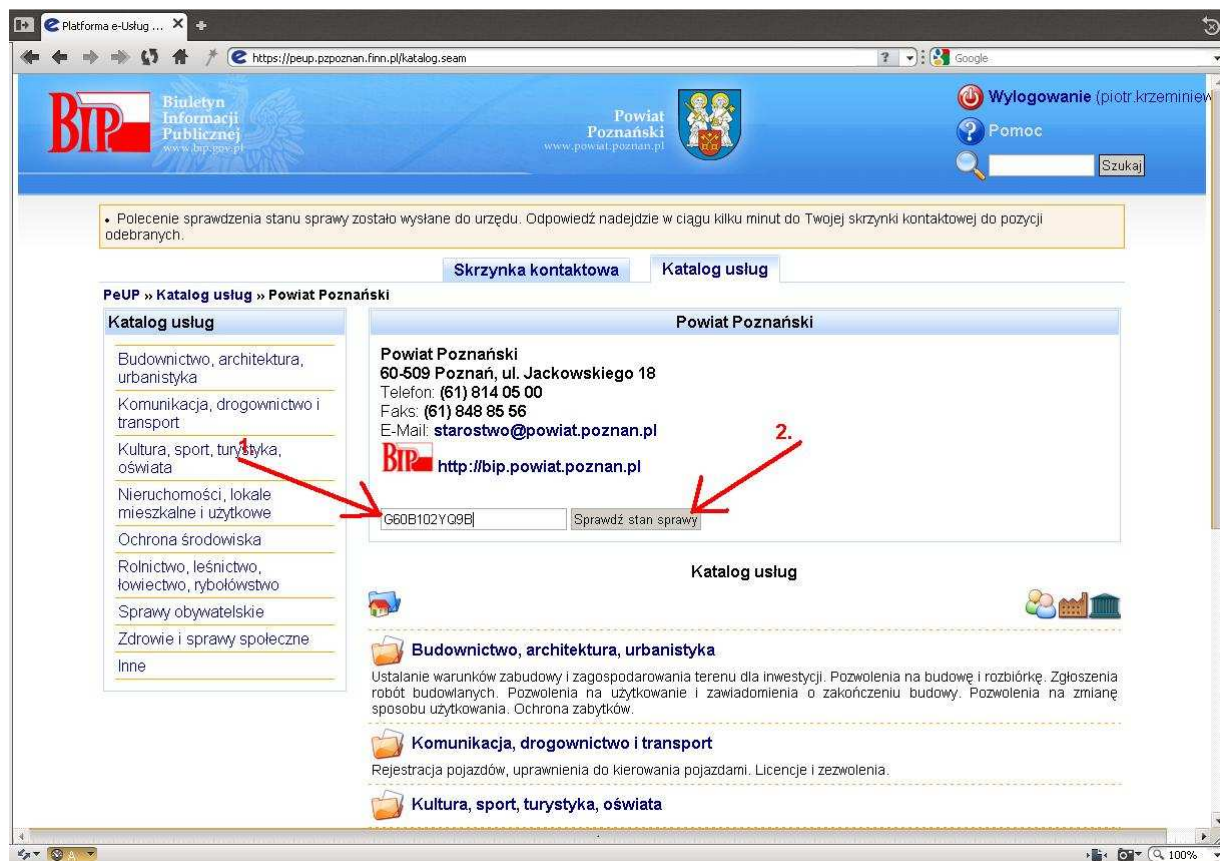 Platforma e-Usług ...
https://peup.pzpoznan.finn.pl/katalog.seam
?
Google
BIP
Biuletyn
Informacji
Publicznej
www.bip.gov.pl
Powiat
Poznański
www.powiat.poznan.pl
Wylogowanie (piotr.krzeminiew
Pomoc
Szukaj
• Polecenie sprawdzenia stanu sprawy zostało wysłane do urzędu. Odpowiedź nadejdzie w ciągu kilku minut do Twojej skrzynki kontaktowej do pozycji
odebranych.
Skrzynka kontaktowa
Katalog usług
PeUP » Katalog usług » Powiat Poznański
Katalog usług
Budownictwo, architektura,
urbanistyka
Komunikacja, drogownictwo i
transport
Kultura, sport, turystyka,
oświata
Nieruchomości, lokale
mieszkalne i użytkowe
Ochrona środowiska
Rolnictwo, leśnictwo,
łowiectwo, rybołówstwo
Sprawy obywatelskie
Zdrowie i sprawy społeczne
Inne
Powiat Poznański
Powiat Poznański
60-509 Poznań, ul. Jackowskiego 18
Telefon: (61) 814 05 00
Faks: (61) 848 85 56
E-Mail: starostwo@powiat.poznan.pl
BIP http://bip.powiat.poznan.pl
1.
2.
G60B102YQ9B
Sprawdź stan sprawy
Katalog usług
Budownictwo, architektura, urbanistyka
Ustalanie warunków zabudowy i zagospodarowania terenu dla inwestycji. Pozwolenia na budowę i rozbiórkę. Zgłoszenia
robót budowlanych. Pozwolenia na użytkowanie i zawiadomienia o zakończeniu budowy. Pozwolenia na zmianę
sposobu użytkowania. Ochrona zabytków.
Komunikacja, drogownictwo i transport
Rejestracja pojazdów, uprawnienia do kierowania pojazdami. Licencje i zezwolenia.
Kultura, sport, turystyka, oświata
A
100%